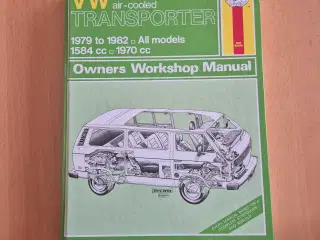 VW air-cooled
TRANSPORTER
1979 to 1982 □ All models
1584 cc □ 1970 cc
Owners Workshop Manual